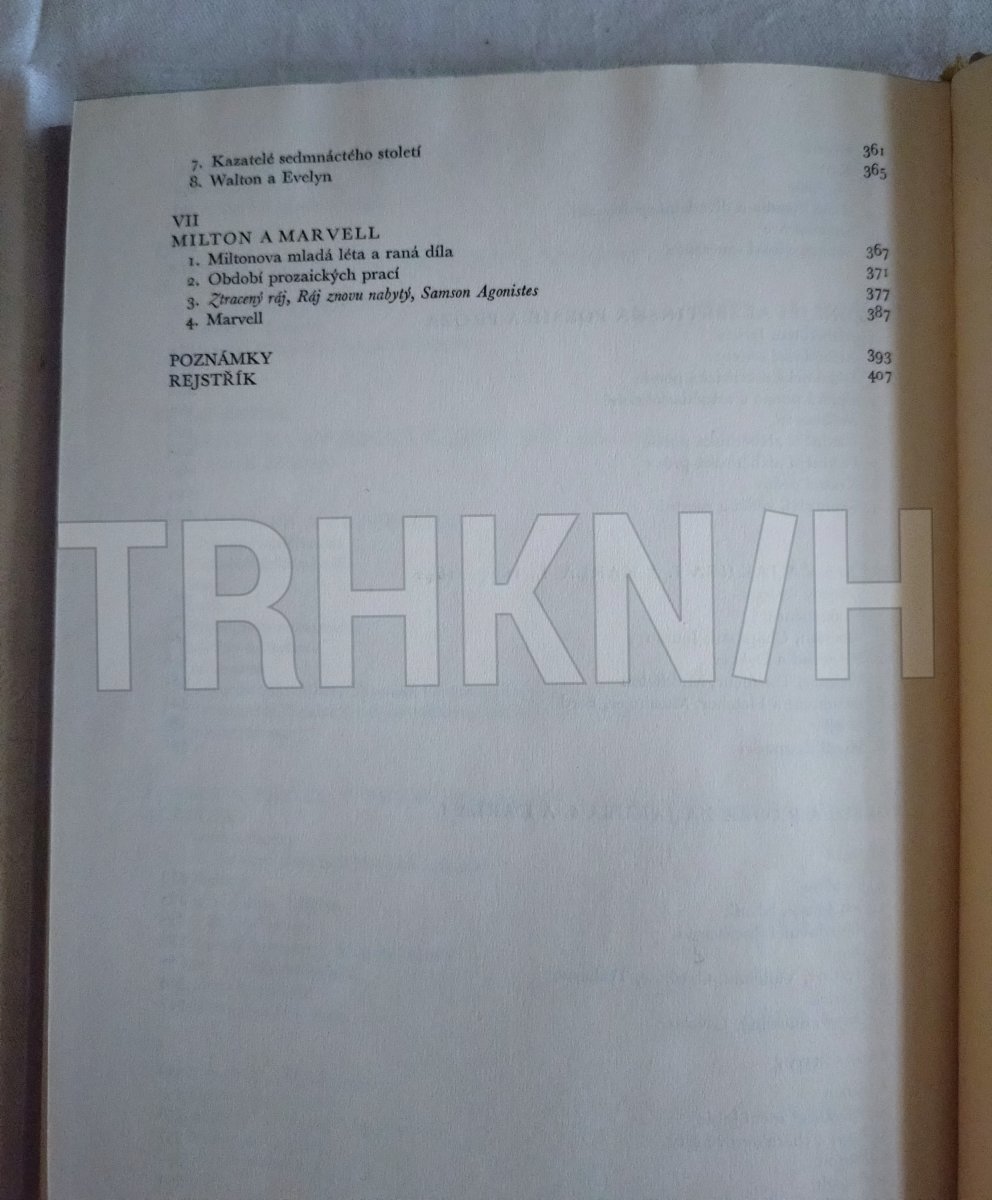 7. Kazatelé sedmnáctého století 361
8. Walton a Evelyn 365
VII
MILTON A MARVELL
1. Miltonova mladá léta a raná díla 367
2. Období prozaických prací 371
3. Ztracený ráj, Ráj znovu nabytý, Samson Agonistes 377
4. Marvell 387
POZNÁMKY 393
REJSTŘÍK 407
TRHKN/H